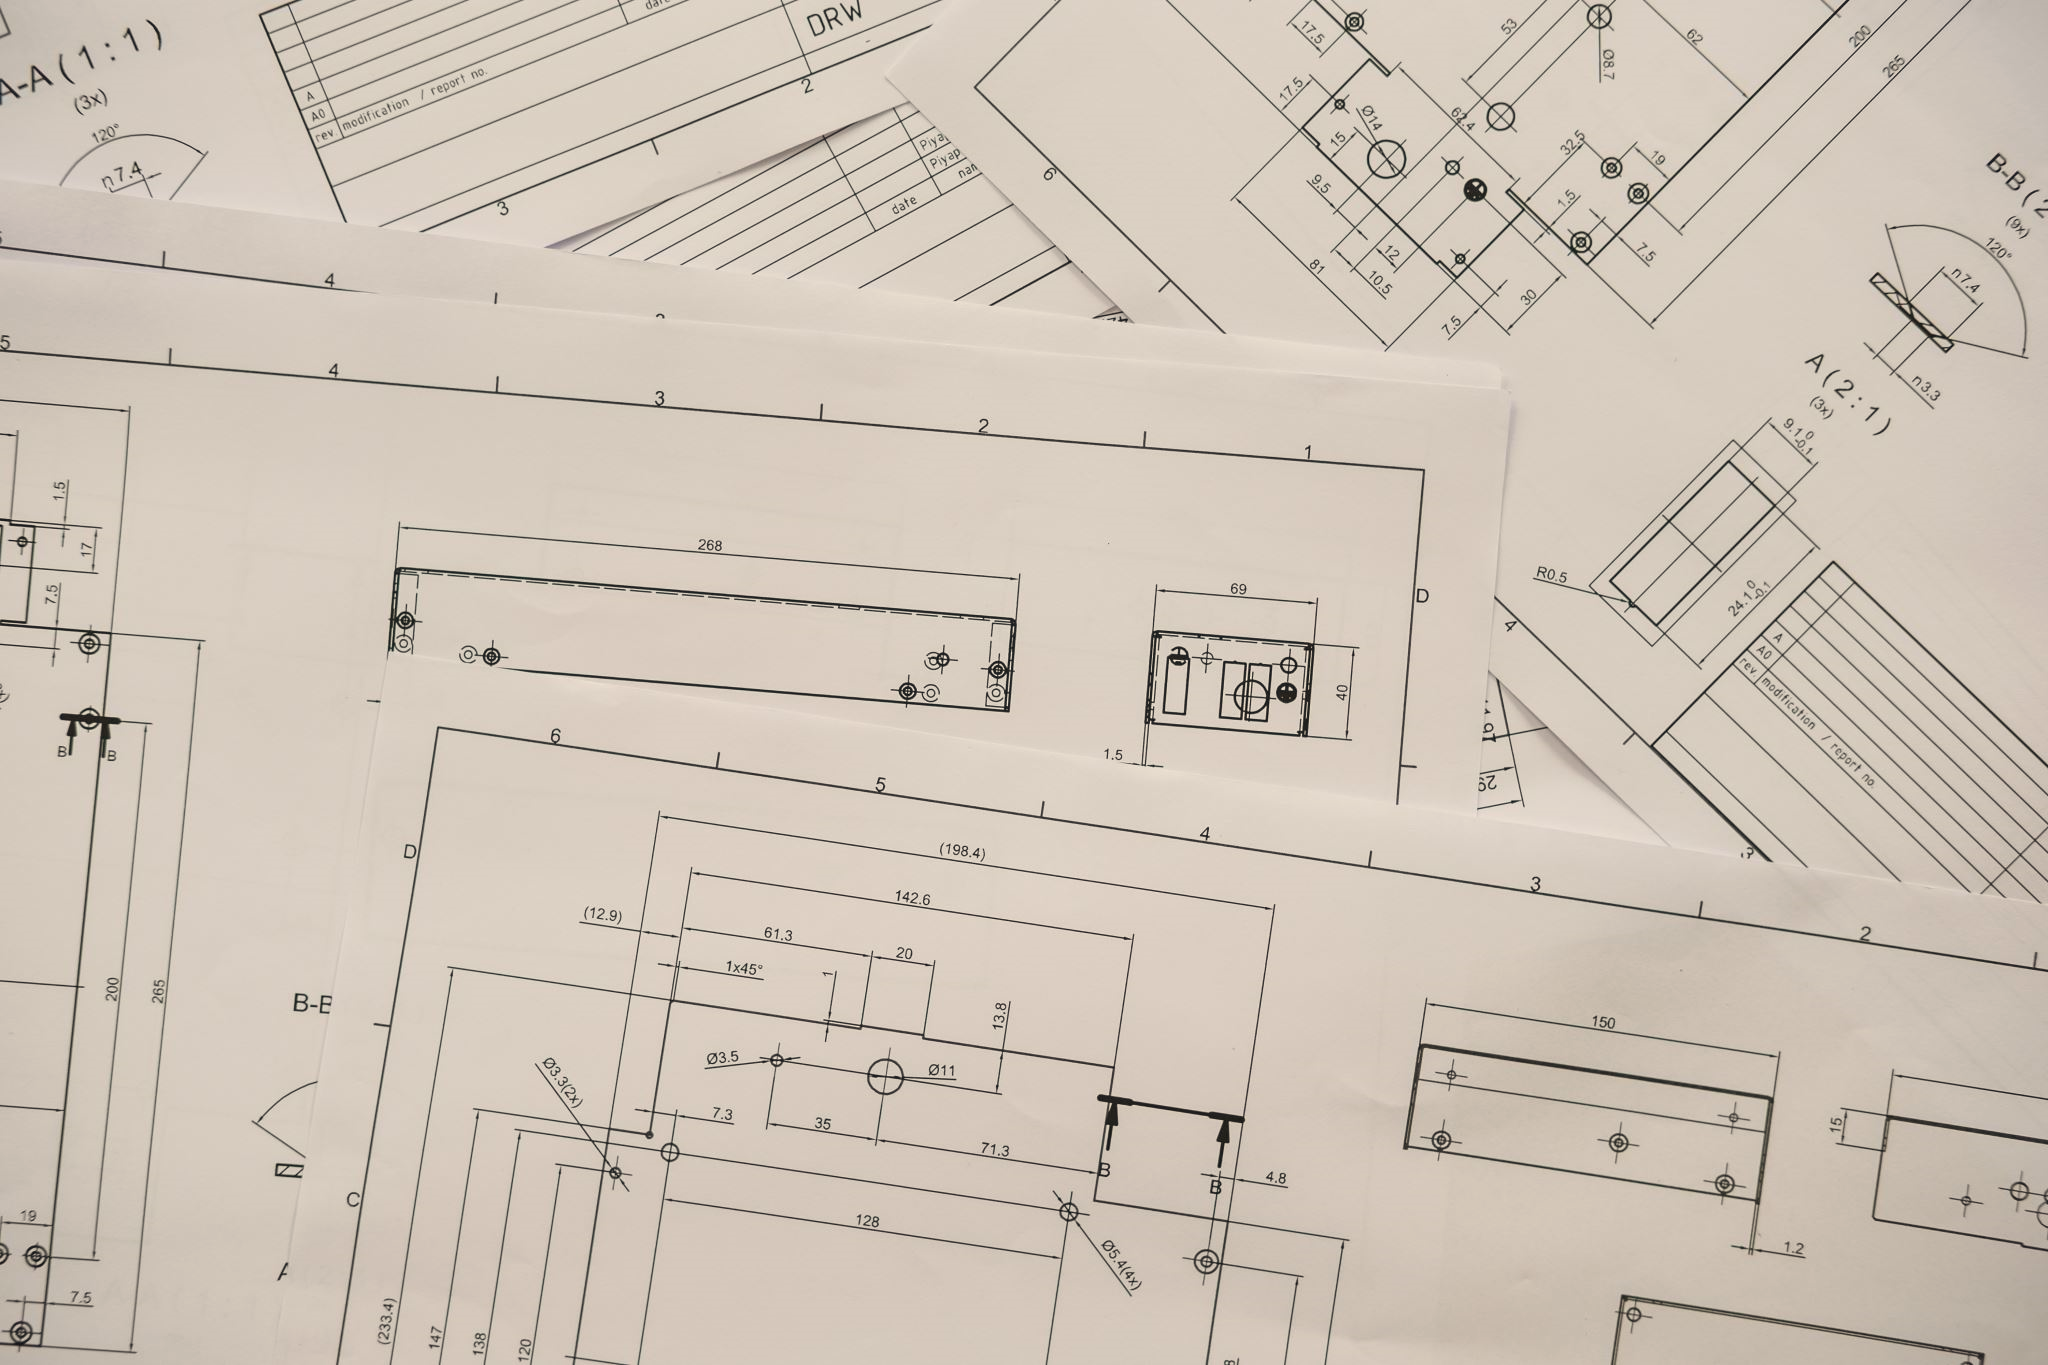 A-A ( 1 : 1 )
(3x)
120°
n7.4
A
A0
rev.
modification / report no.
date
DRW
2
3
Piyap
Piyap
date
6
17.5
17.5
Ø14
15
9.5
12
10.5
81
7.5
30
53
Ø8.7
62
62.4
32.5
19
1.5
7.5
200
265
B-B ( 2
(9x)
120°
n7.4
n3.3
A ( 2 : 1 )
(3x)
9.1 0 -0.1
24.1 0 -0.1
R0.5
4
A
A0
rev.
modification / report no.
4
5
4
3
2
1
D
268
69
40
1.5
1.5
17
7.5
B
B
200
265
19
7.5
B-B
29
6
5
4
3
2
D
C
(198.4)
142.6
(12.9)
61.3
20
1x45°
1
13.8
Ø3.5
Ø11
Ø3.3(2x)
7.3
35
71.3
B
B
4.8
128
Ø5.4(4x)
(233.4)
147
138
120
150
15
1.2